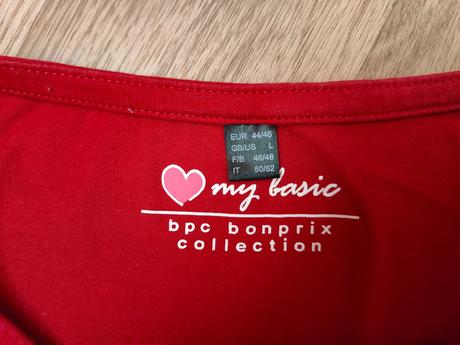 EUR 44/46
GB/US L
F/B 46/48
IT 50/52
my basic
bpc bonprix
collection